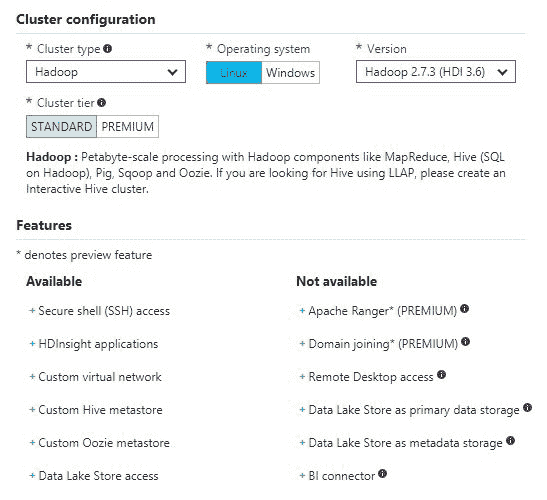 Cluster configuration
* Cluster type * Operating system * Version
Hadoop Linux Windows Hadoop 2.7.3 (HDI 3.6)
* Cluster tier
STANDARD PREMIUM
Hadoop : Petabyte-scale processing with Hadoop components like MapReduce, Hive (SQL
on Hadoop), Pig, Sqoop and Oozie. If you are looking for Hive using LLAP, please create an
Interactive Hive cluster.
Features
* denotes preview feature
Available Not available
+ Secure shell (SSH) access + Apache Ranger* (PREMIUM)
+ HDInsight applications + Domain joining* (PREMIUM)
+ Custom virtual network + Remote Desktop access
+ Custom Hive metastore + Data Lake Store as primary data storage
+ Custom Oozie metastore + Data Lake Store as metadata storage
+ Data Lake Store access + BI connector